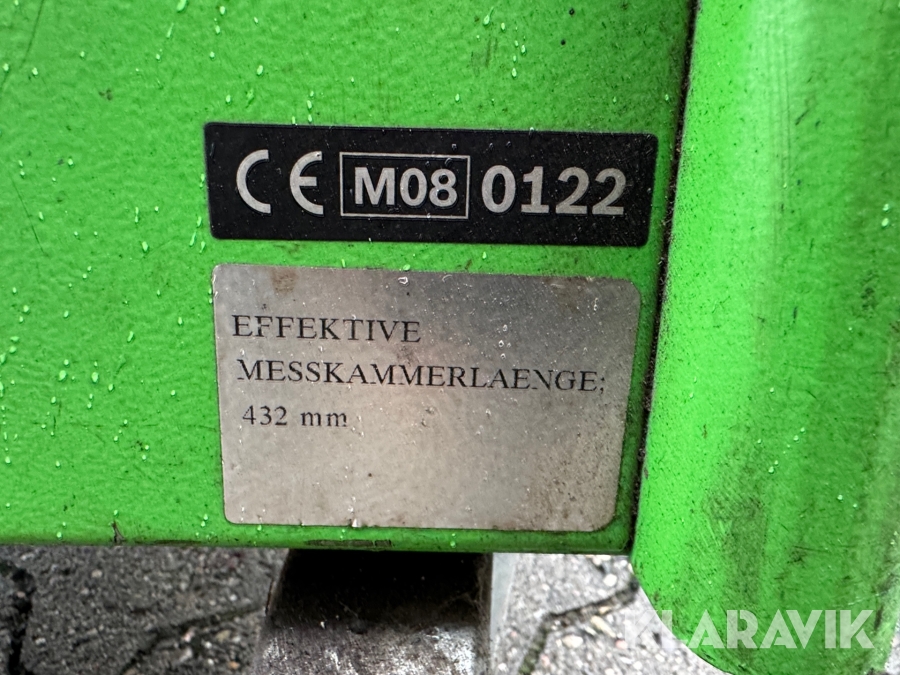 CE M08 0122
EFFEKTIVE
MESSKAMMERLAENGE:
432 mm
KLARAVIK